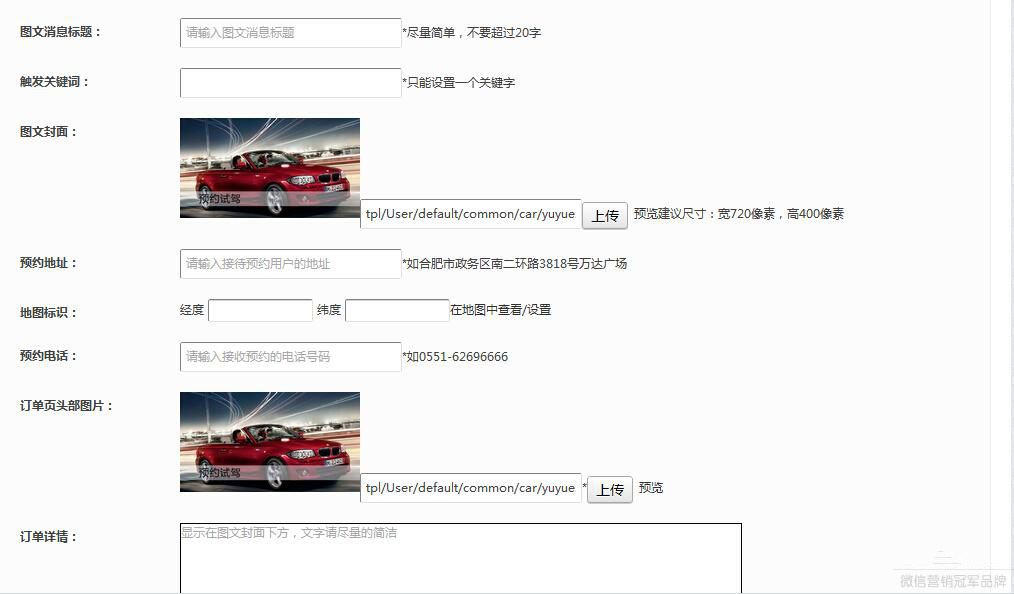 图文消息标题：
请输入图文消息标题 *尽量简单，不要超过20字
触发关键词：
*只能设置一个关键字
图文封面：
预约试驾
tpl/User/default/common/car/yuyue 上传 预览建议尺寸：宽720像素，高400像素
预约地址：
请输入接待预约用户的地址 *如合肥市政务区南二环路3818号万达广场
地图标识：
经度 纬度 在地图中查看/设置
预约电话：
请输入接收预约的电话号码 *如0551-62696666
订单页头部图片：
预约试驾
tpl/User/default/common/car/yuyue * 上传 预览
订单详情：
显示在图文封面下方，文字请尽量的简洁
微信营销冠军品牌